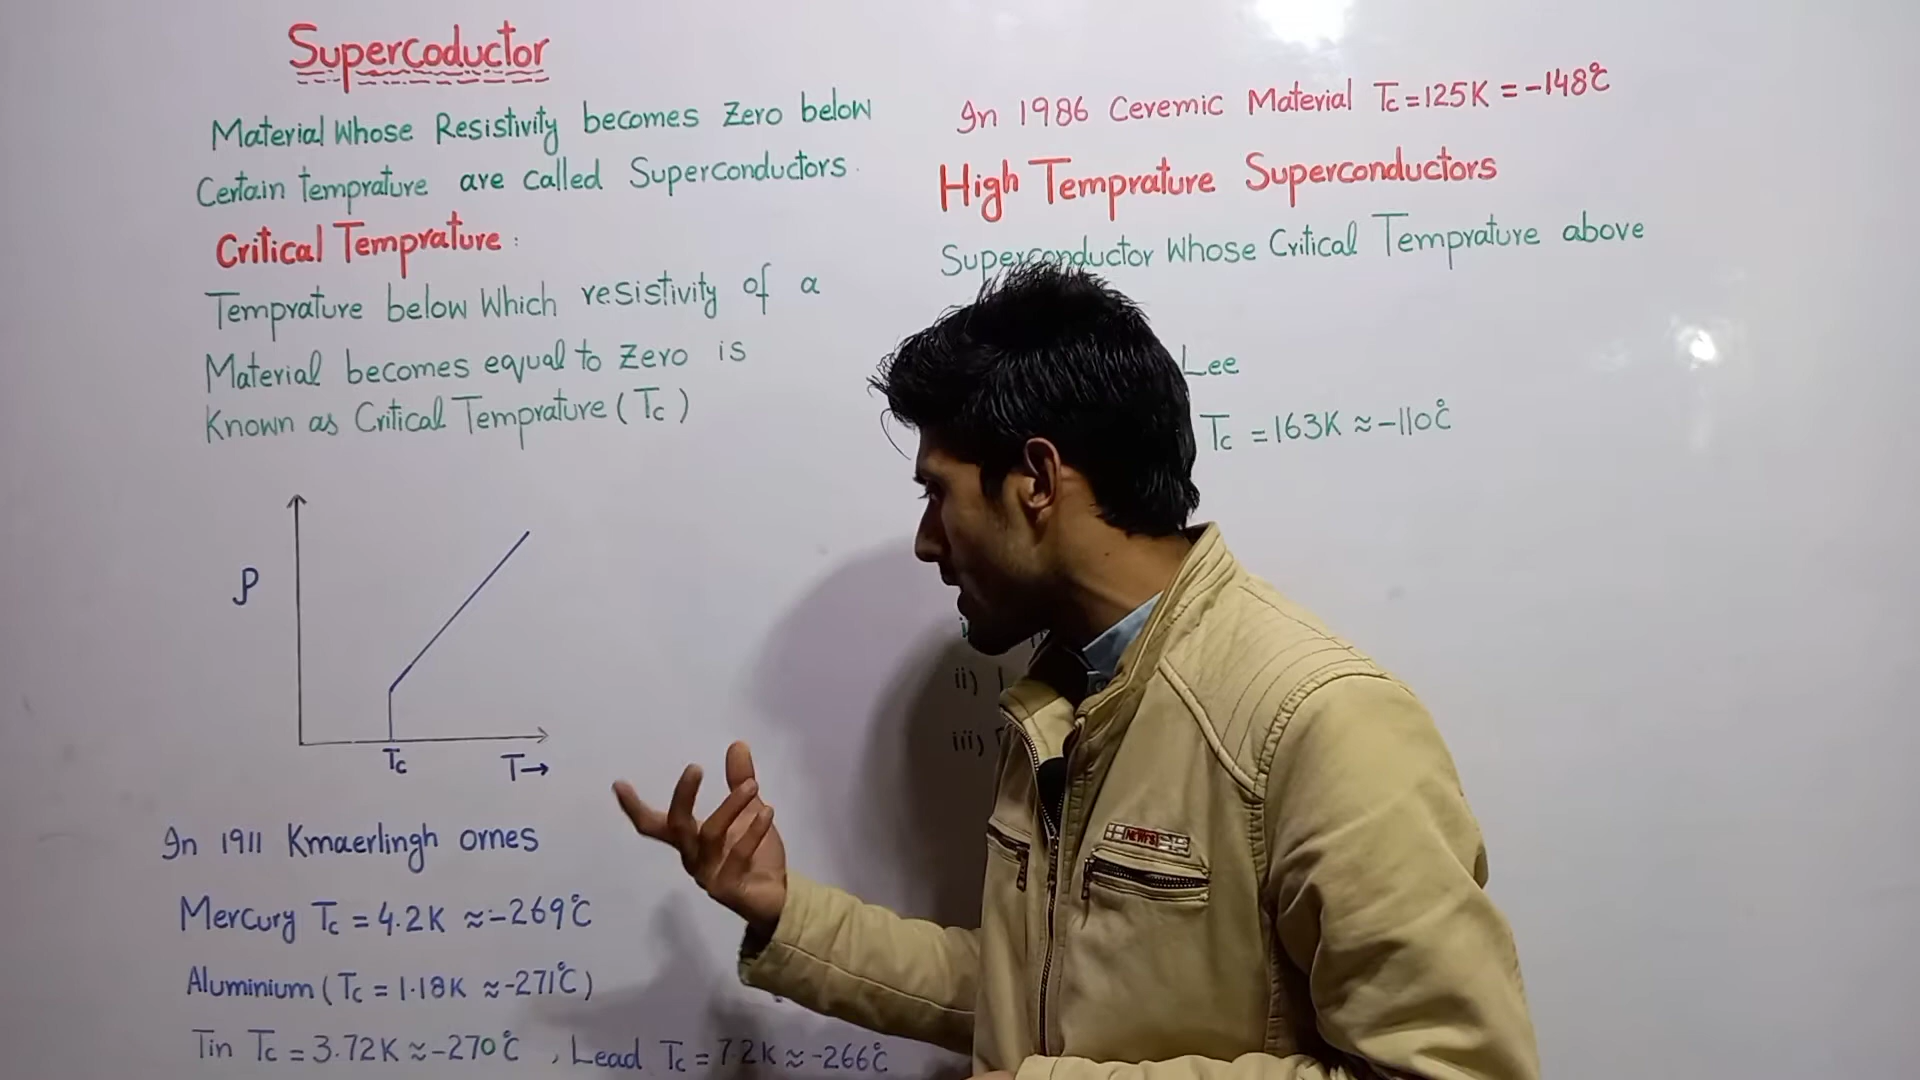 Supercoductor
Material Whose Resistivity becomes Zero below
Certain temprature are called Superconductors.
Critical Temprature:
Temprature below Which resistivity of a
Material becomes equal to Zero is
Known as Critical Temprature (Tc)
ρ
Tc
T→
In 1911 Kmaerlingh ornes
Mercury Tc = 4.2K ≈ -269°C
Aluminium (Tc = 1.18K ≈ -271°C)
Tin Tc = 3.72K ≈ -270°C , Lead Tc = 7.2K ≈ -266°C
In 1986 Ceremic Material Tc = 125K = -148°C
High Temprature Superconductors
Superconductor Whose Critical Temprature above
Lee
Tc = 163K ≈ -110°C
ii)
iii)
NEWFS